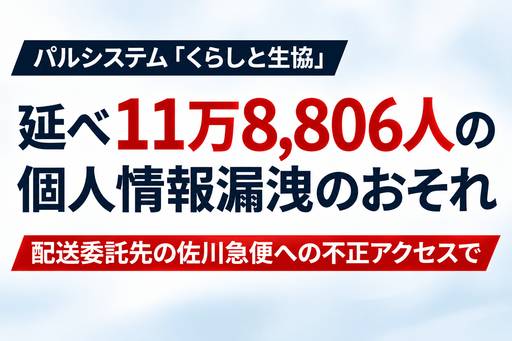 パルシステム「くらしと生協」
延べ11万8,806人の
個人情報漏洩のおそれ
配送委託先の佐川急便への不正アクセスで